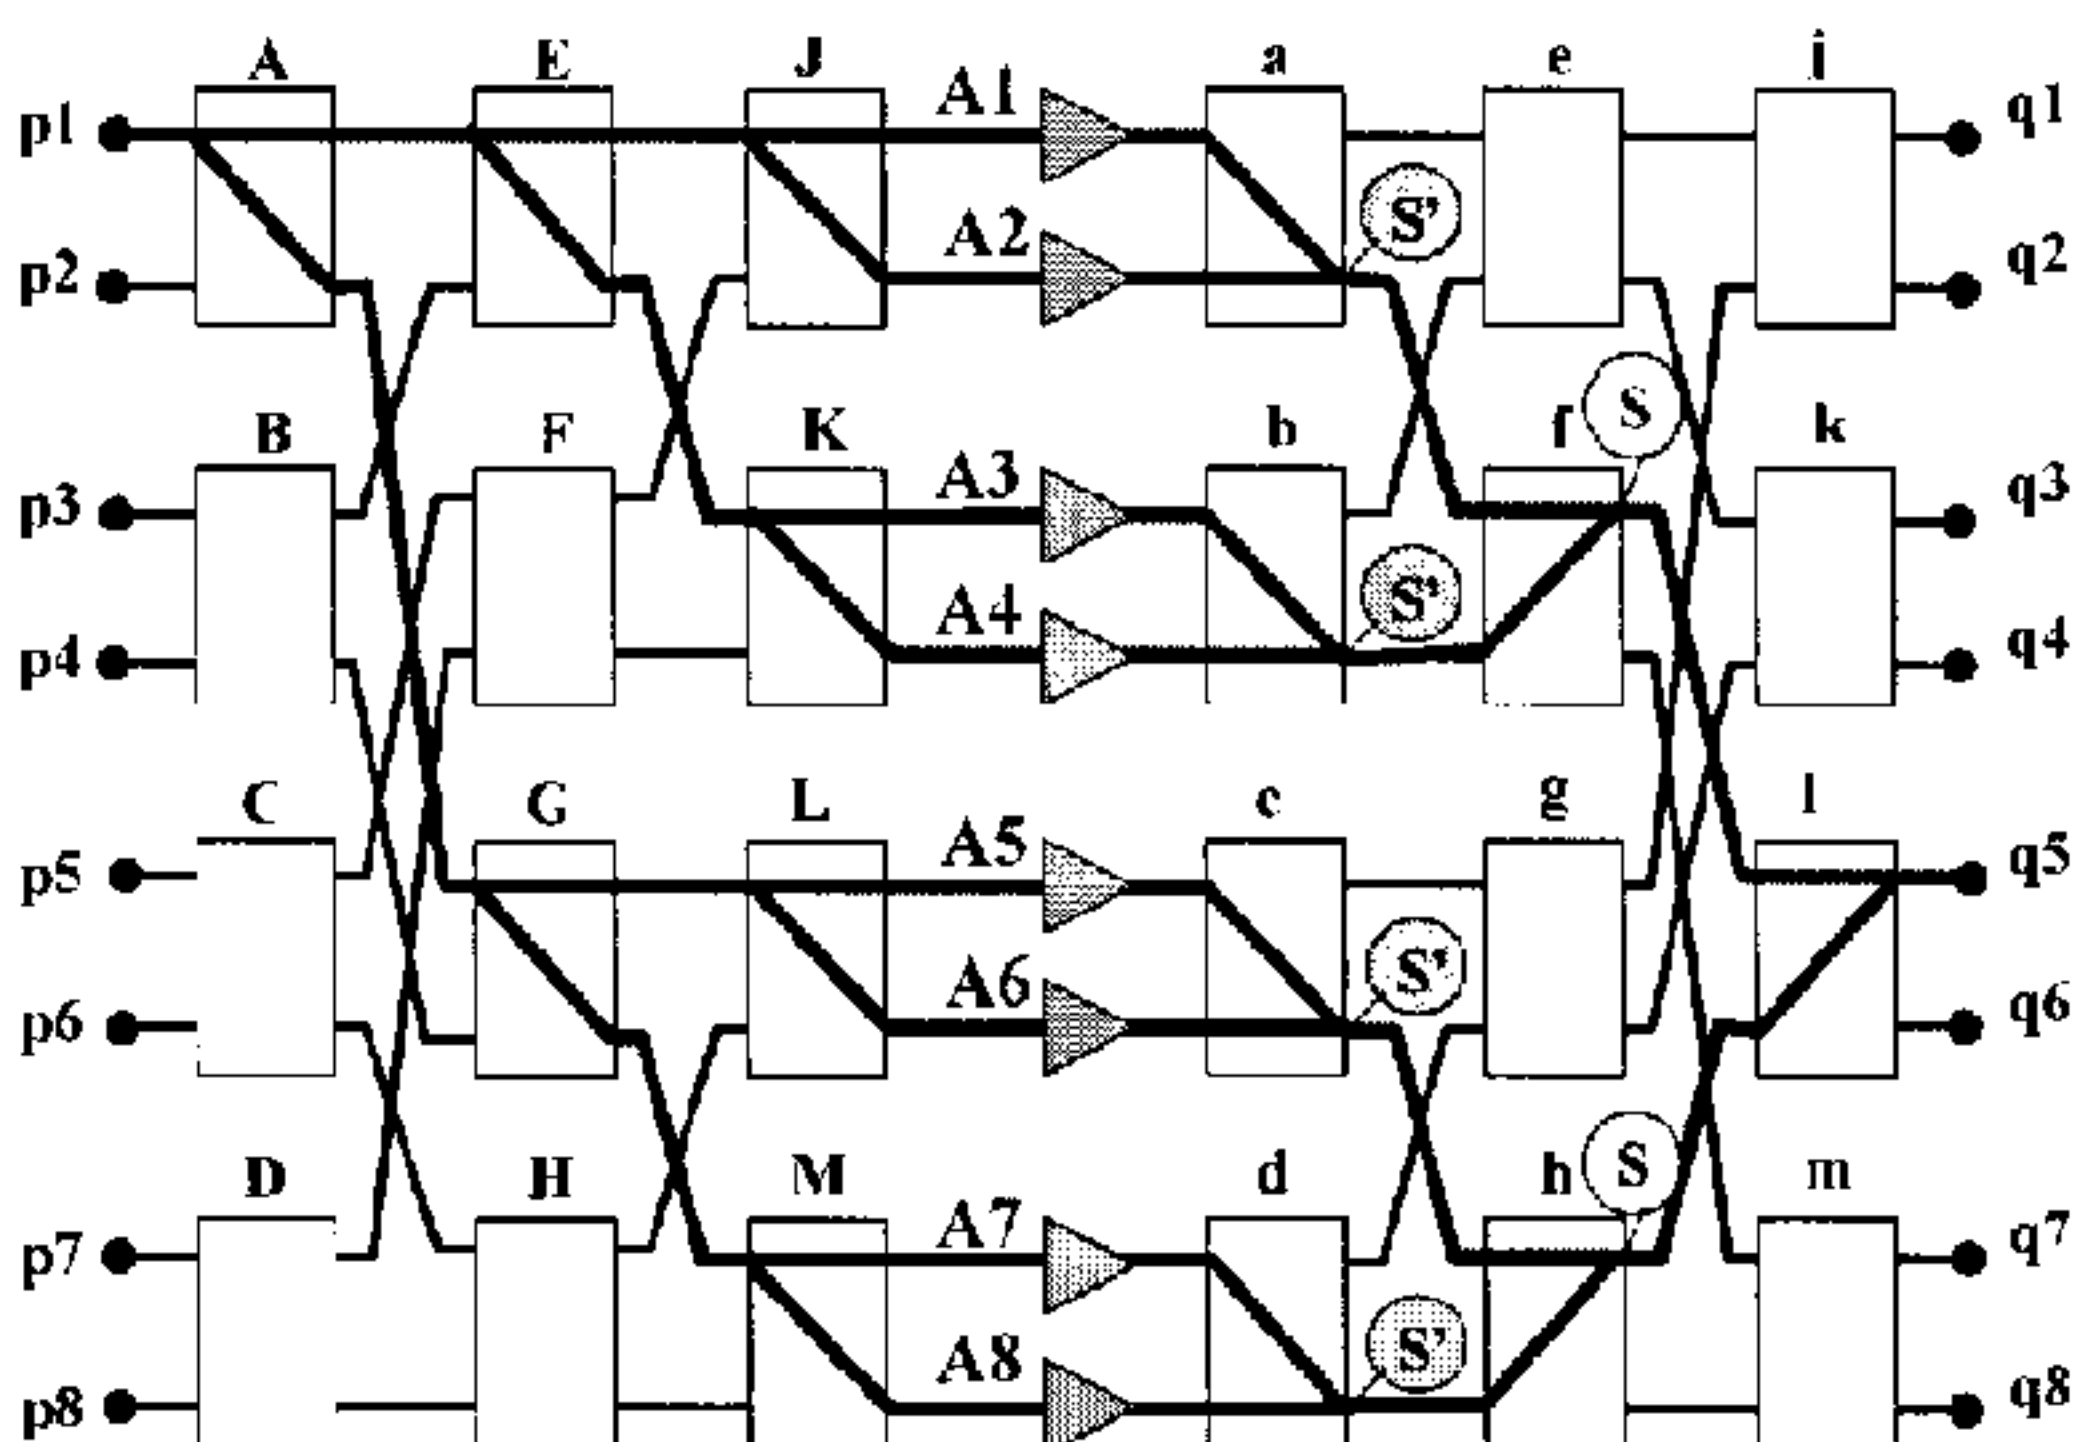 A E J a e i
p1 A1 q1
p2 A2 S' q2
B F K b f S k
p3 A3 q3
p4 A4 S' q4
C G L c g l
p5 A5 q5
p6 A6 S' q6
D H M d h S m
p7 A7 q7
p8 A8 S' q8